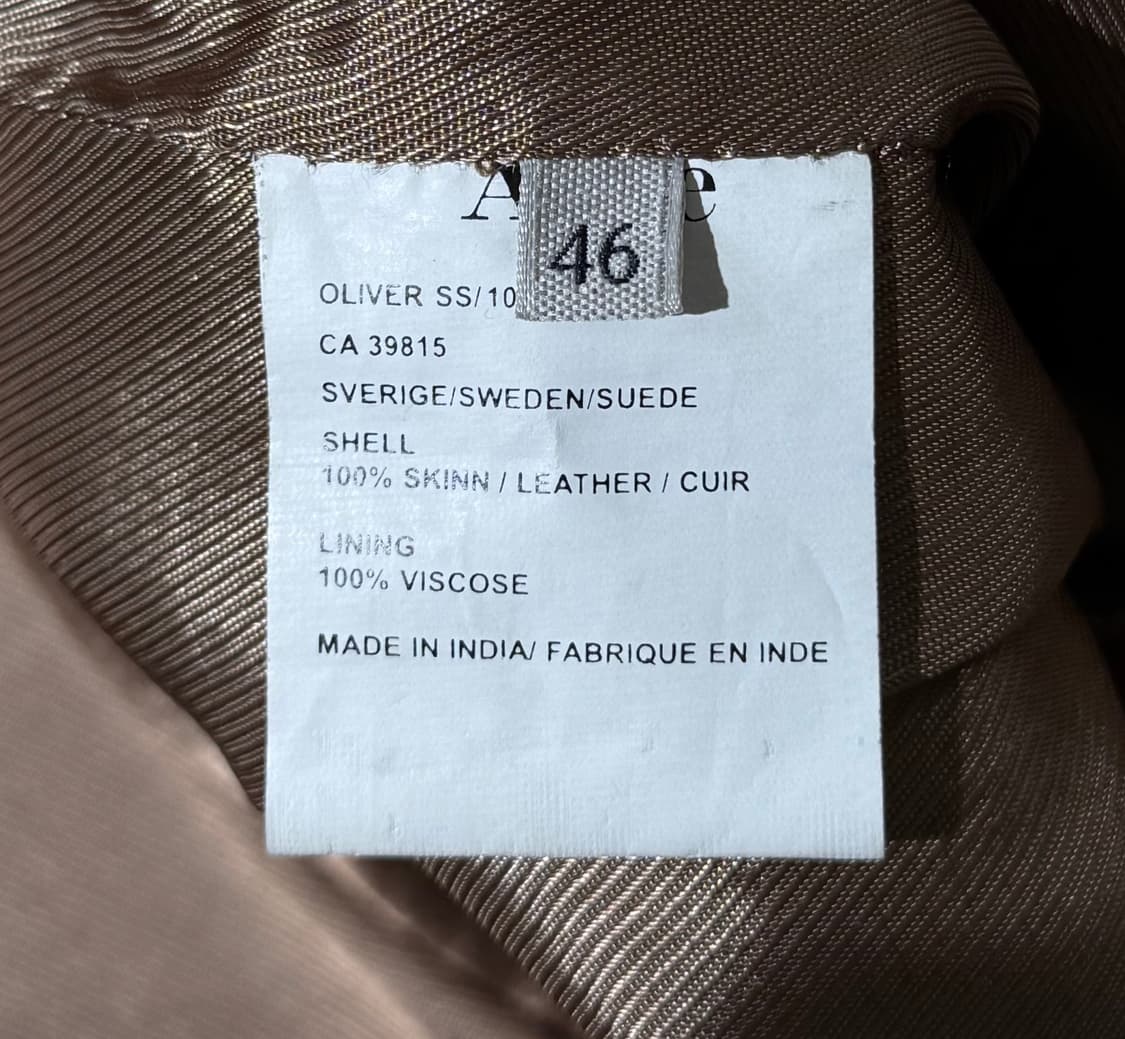 46
OLIVER SS/10
CA 39815
SVERIGE/SWEDEN/SUEDE
SHELL
100% SKINN / LEATHER / CUIR
LINING
100% VISCOSE
MADE IN INDIA/ FABRIQUE EN INDE